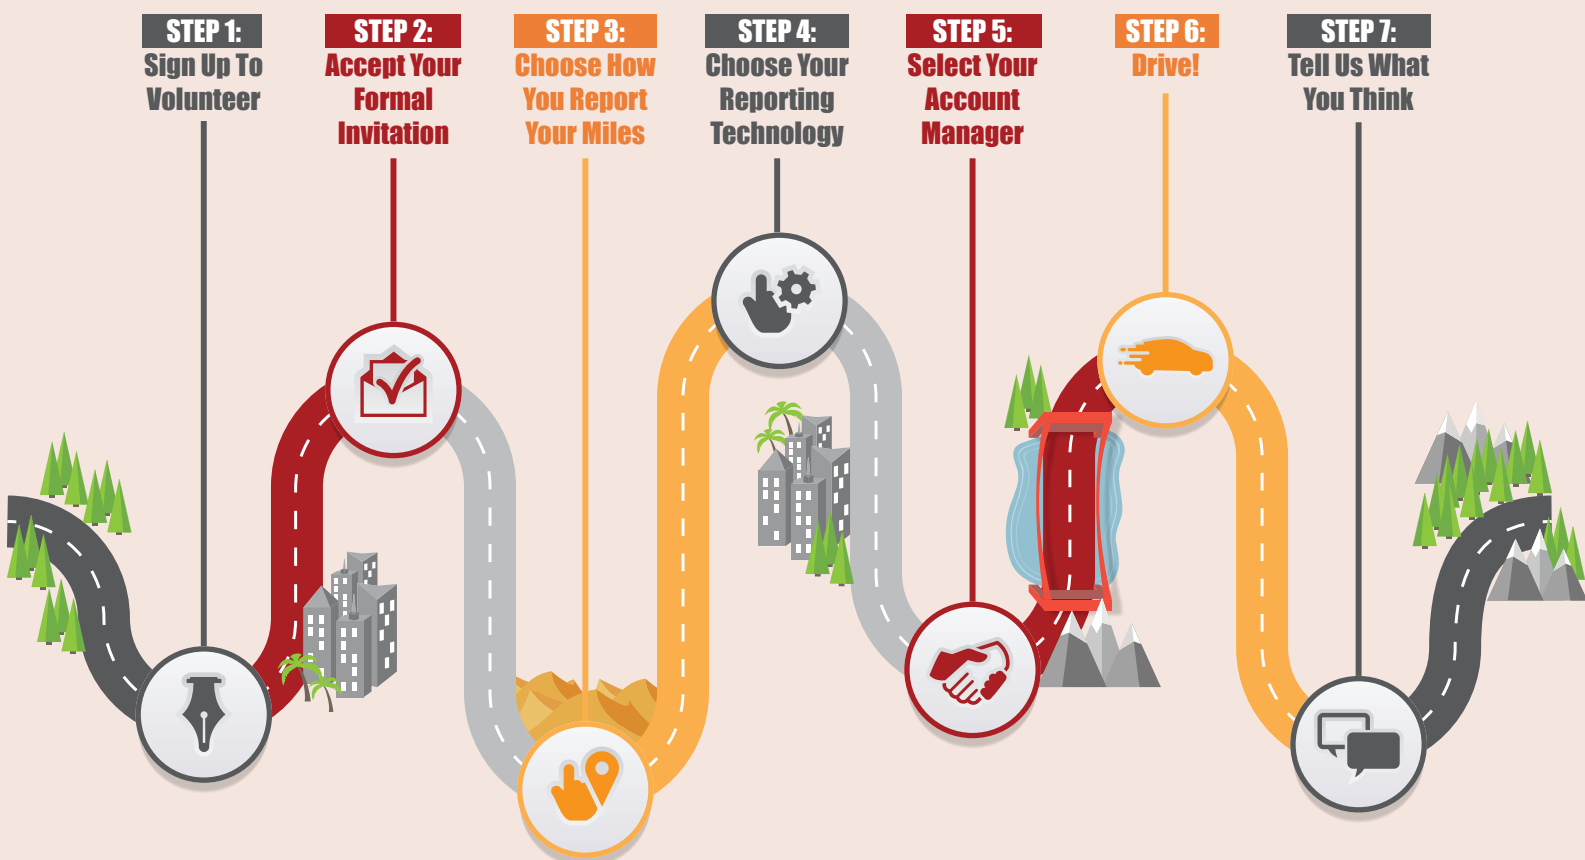 STEP 1:
Sign Up To
Volunteer
STEP 2:
Accept Your
Formal
Invitation
STEP 3:
Choose How
You Report
Your Miles
STEP 4:
Choose Your
Reporting
Technology
STEP 5:
Select Your
Account
Manager
STEP 6:
Drive!
STEP 7:
Tell Us What
You Think